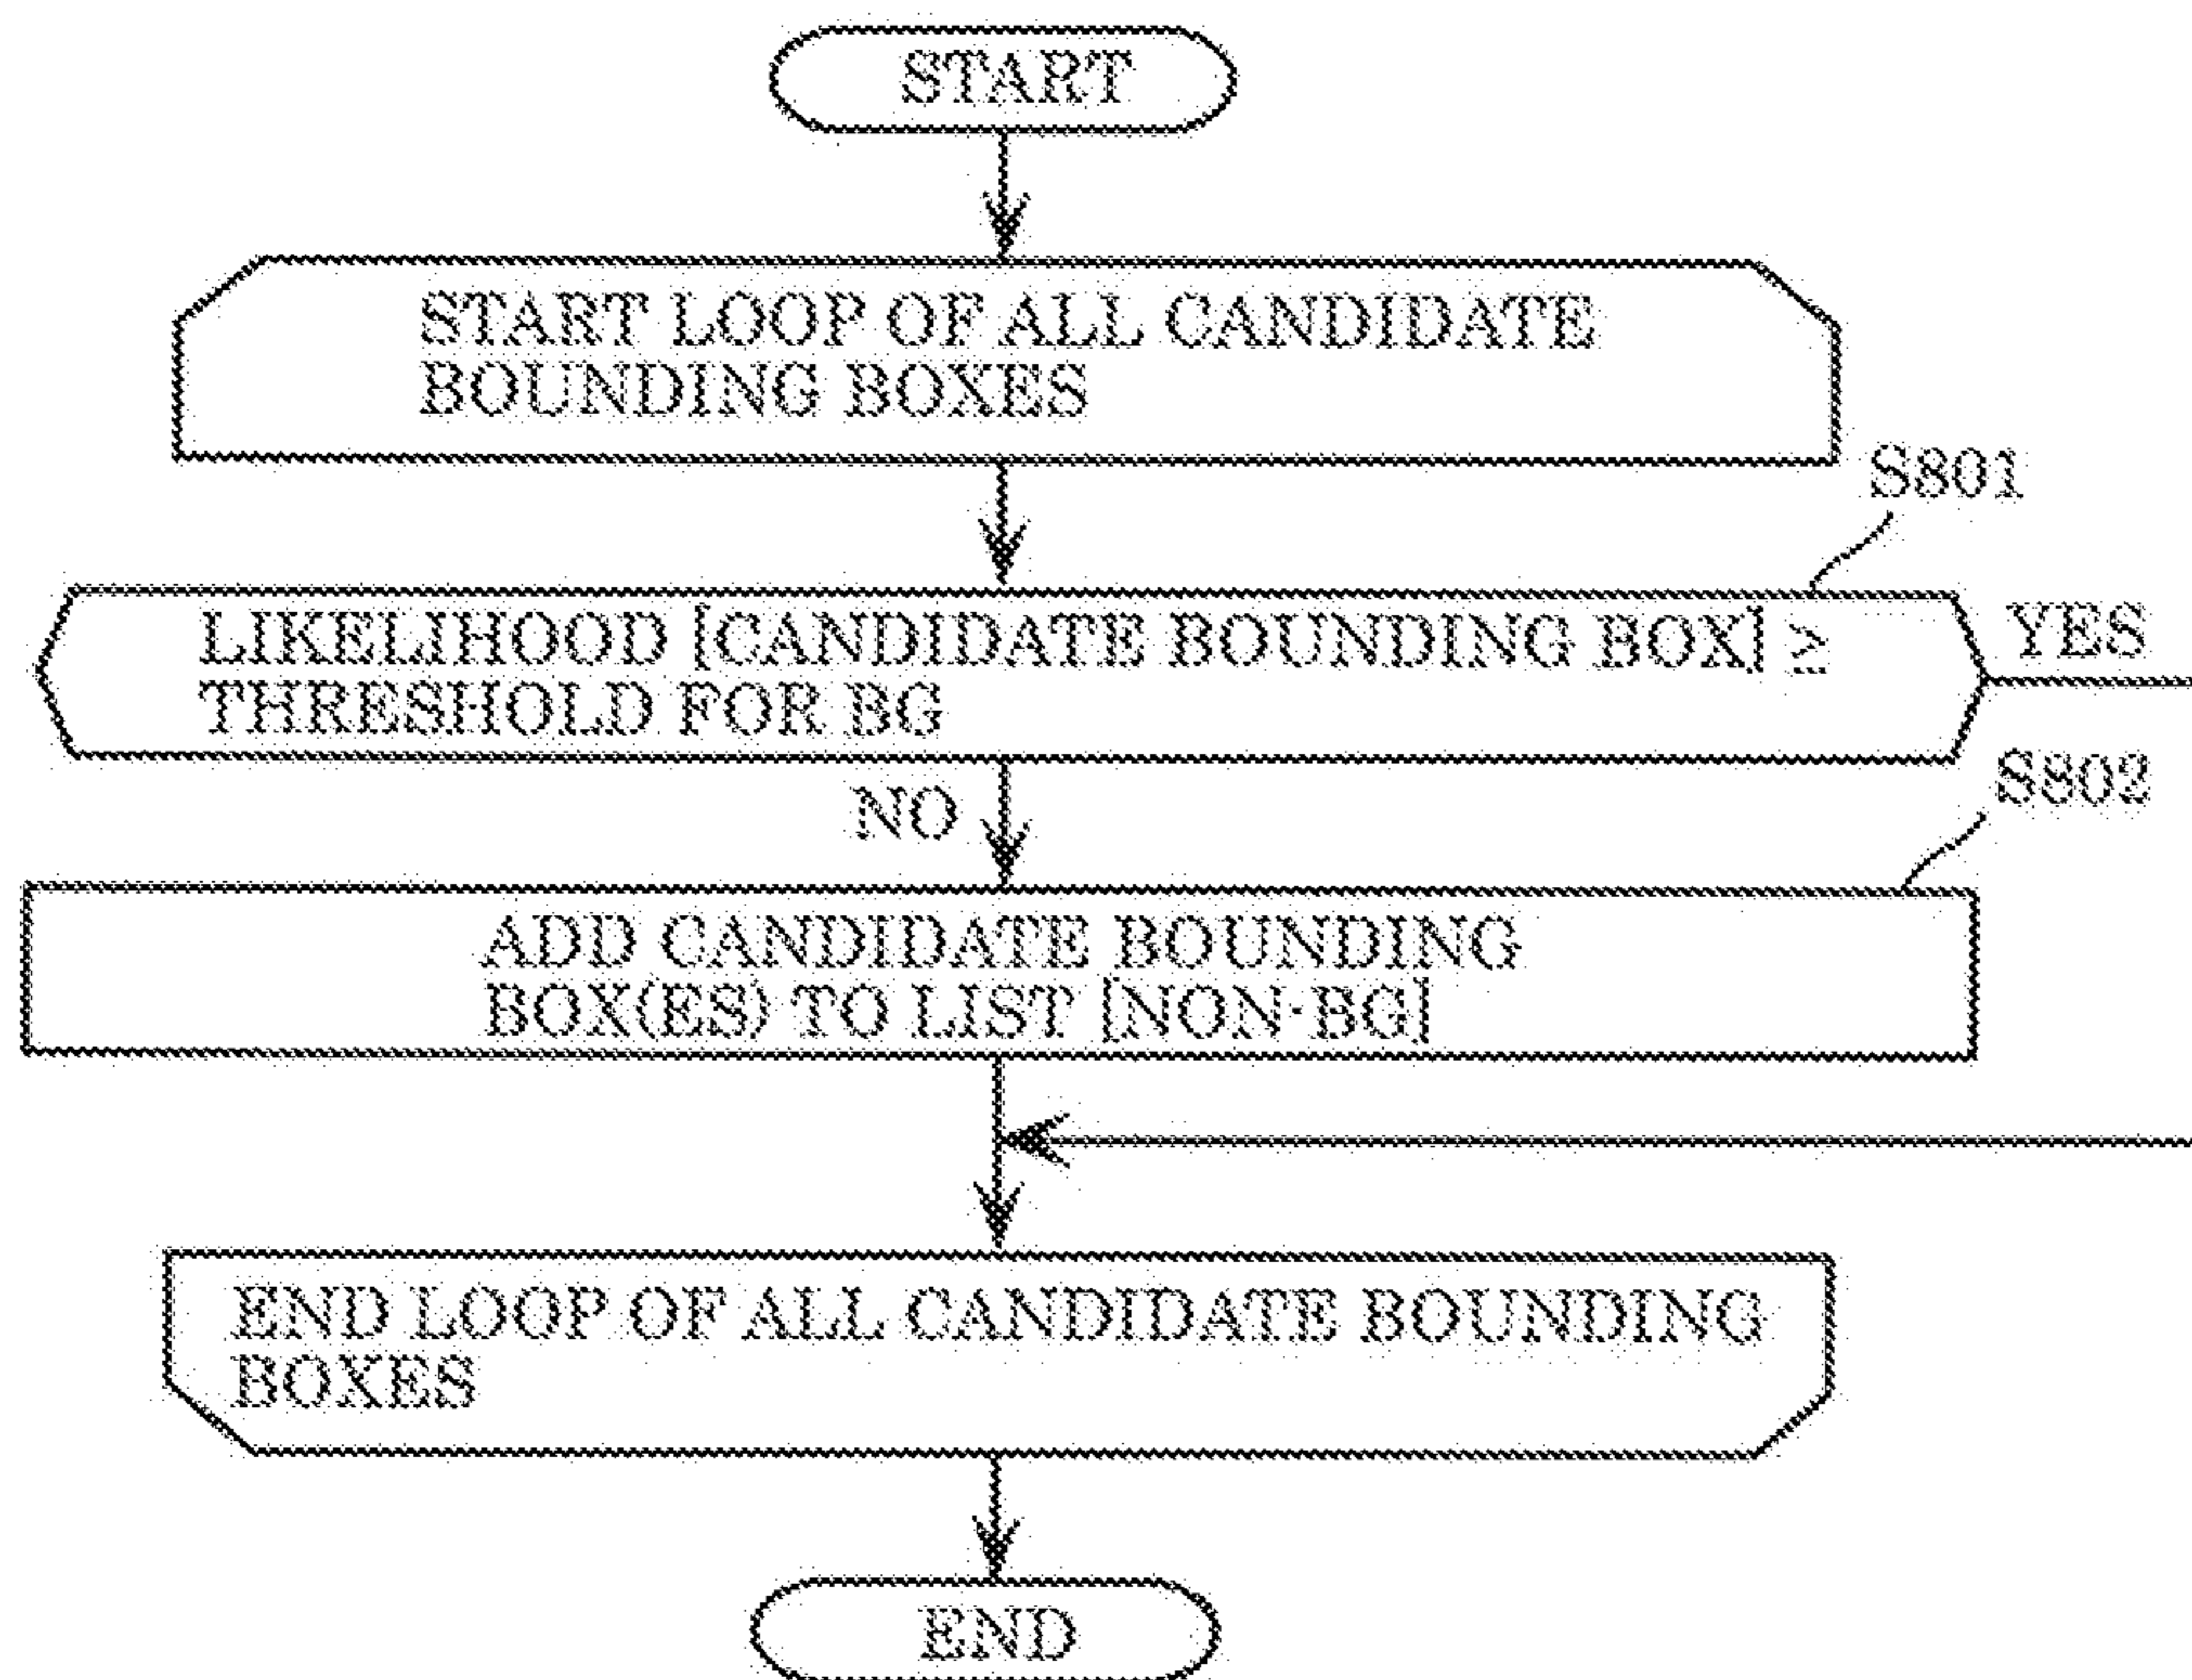 START
START LOOP OF ALL CANDIDATE
BOUNDING BOXES
S801
LIKELIHOOD [CANDIDATE BOUNDING BOX] ≥
THRESHOLD FOR BG
YES
NO
S802
ADD CANDIDATE BOUNDING
BOX(ES) TO LIST [NON-BG]
END LOOP OF ALL CANDIDATE BOUNDING
BOXES
END